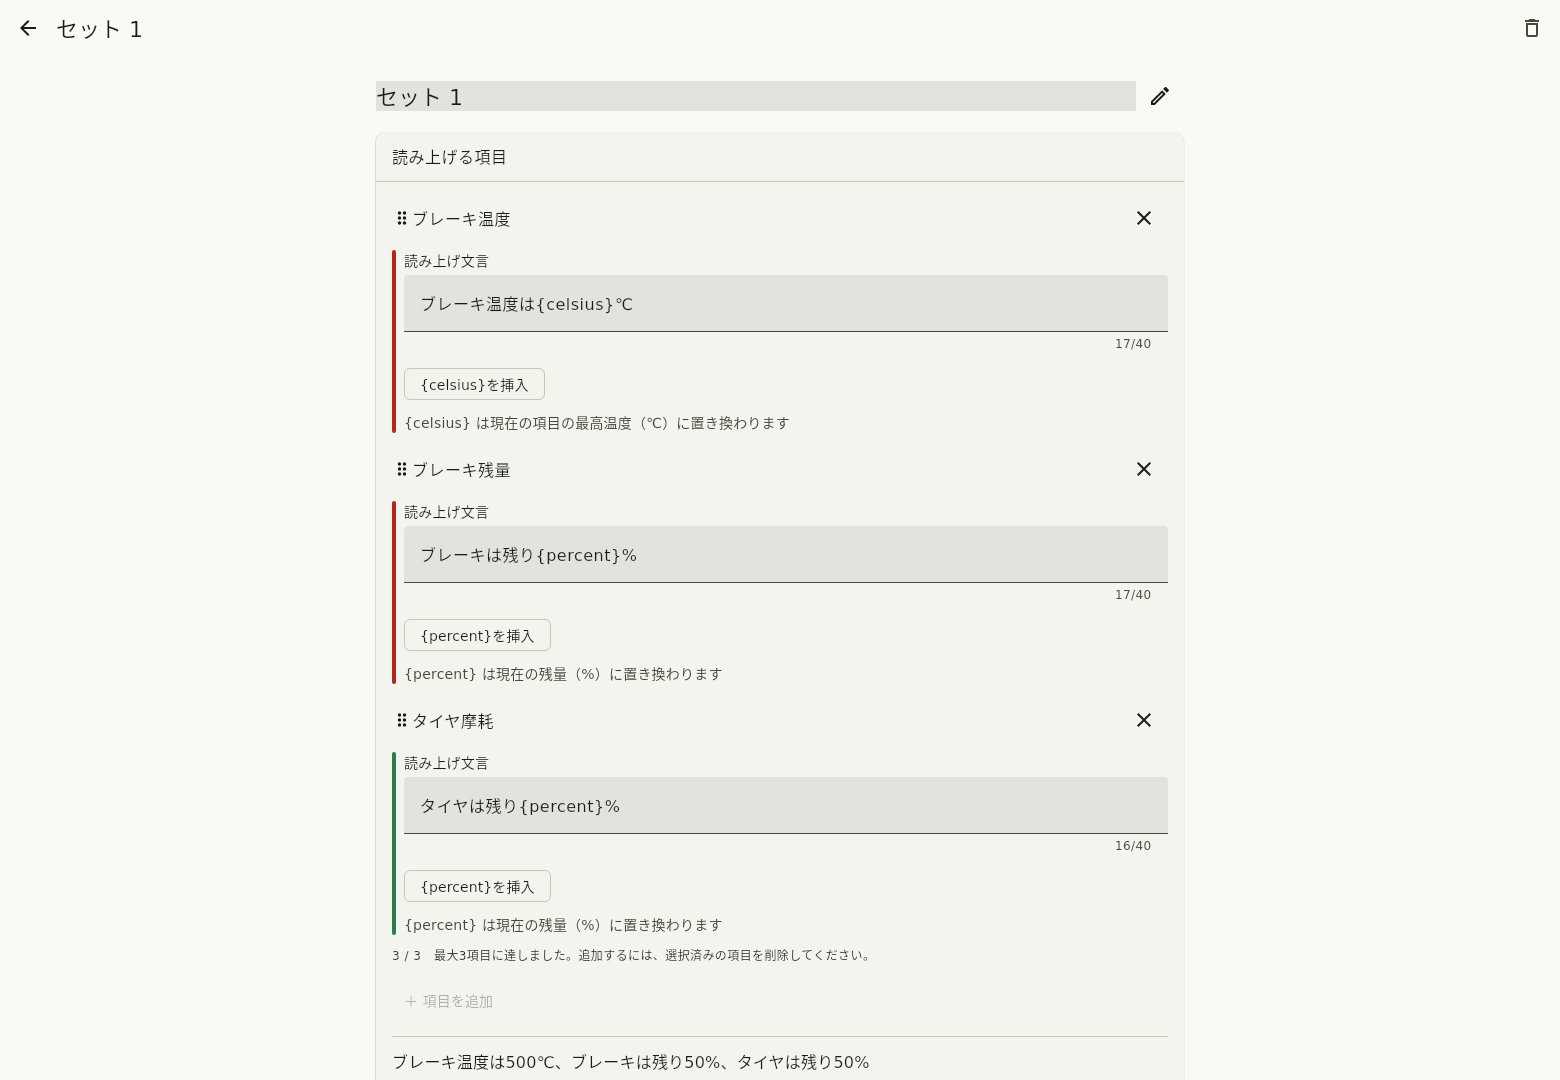 セット 1
セット 1
読み上げる項目
ブレーキ温度
読み上げ文言
ブレーキ温度は{celsius}℃
17/40
{celsius}を挿入
{celsius} は現在の項目の最高温度（℃）に置き換わります
ブレーキ残量
読み上げ文言
ブレーキは残り{percent}%
17/40
{percent}を挿入
{percent} は現在の残量（%）に置き換わります
タイヤ摩耗
読み上げ文言
タイヤは残り{percent}%
16/40
{percent}を挿入
{percent} は現在の残量（%）に置き換わります
3 / 3　最大3項目に達しました。追加するには、選択済みの項目を削除してください。
＋ 項目を追加
ブレーキ温度は500℃、ブレーキは残り50%、タイヤは残り50%